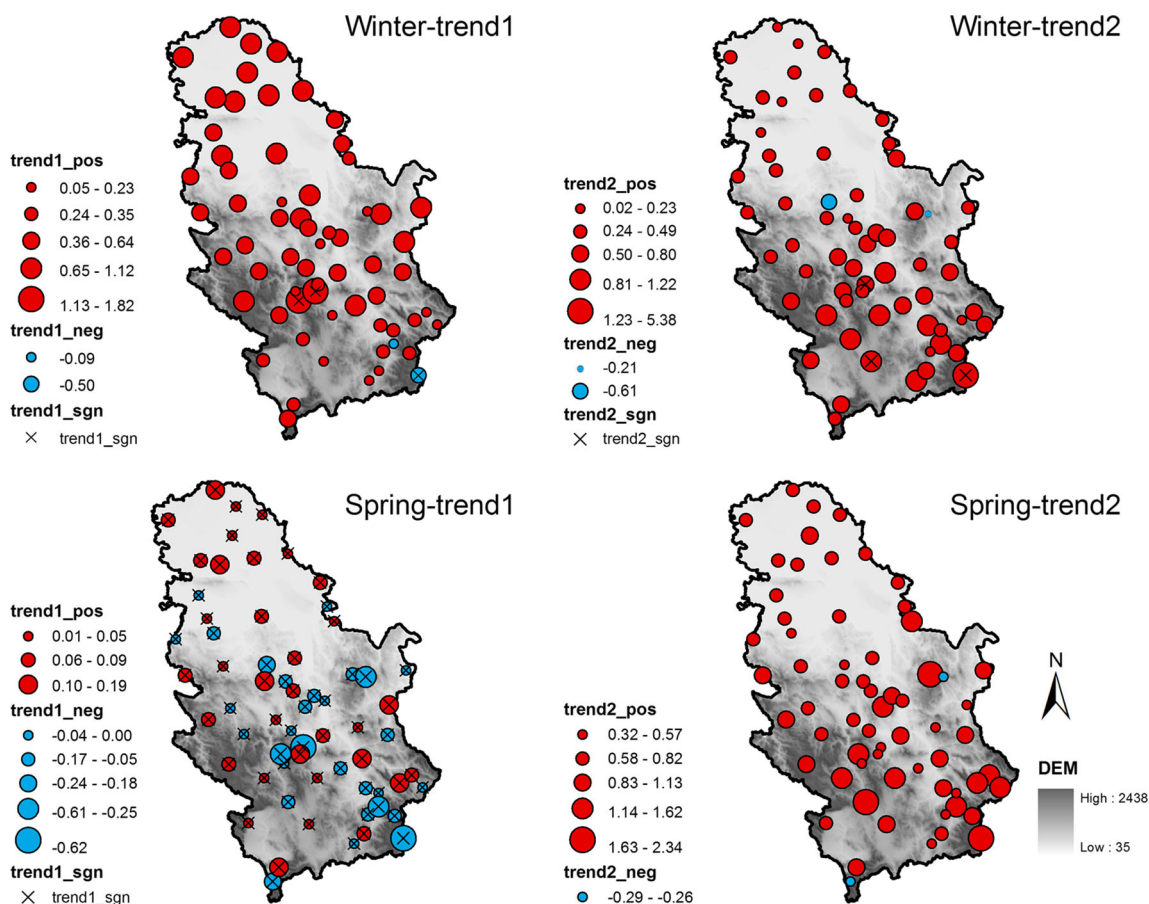 Winter-trend1
trend1_pos
0.05 - 0.23
0.24 - 0.35
0.36 - 0.64
0.65 - 1.12
1.13 - 1.82
trend1_neg
-0.09
-0.50
trend1_sgn
trend1_sgn
Winter-trend2
trend2_pos
0.02 - 0.23
0.24 - 0.49
0.50 - 0.80
0.81 - 1.22
1.23 - 5.38
trend2_neg
-0.21
-0.61
trend2_sgn
trend2_sgn
Spring-trend1
trend1_pos
0.01 - 0.05
0.06 - 0.09
0.10 - 0.19
trend1_neg
-0.04 - 0.00
-0.17 - -0.05
-0.24 - -0.18
-0.61 - -0.25
-0.62
trend1_sgn
trend1_sgn
Spring-trend2
trend2_pos
0.32 - 0.57
0.58 - 0.82
0.83 - 1.13
1.14 - 1.62
1.63 - 2.34
trend2_neg
-0.29 - -0.26
N
DEM
High : 2438
Low : 35